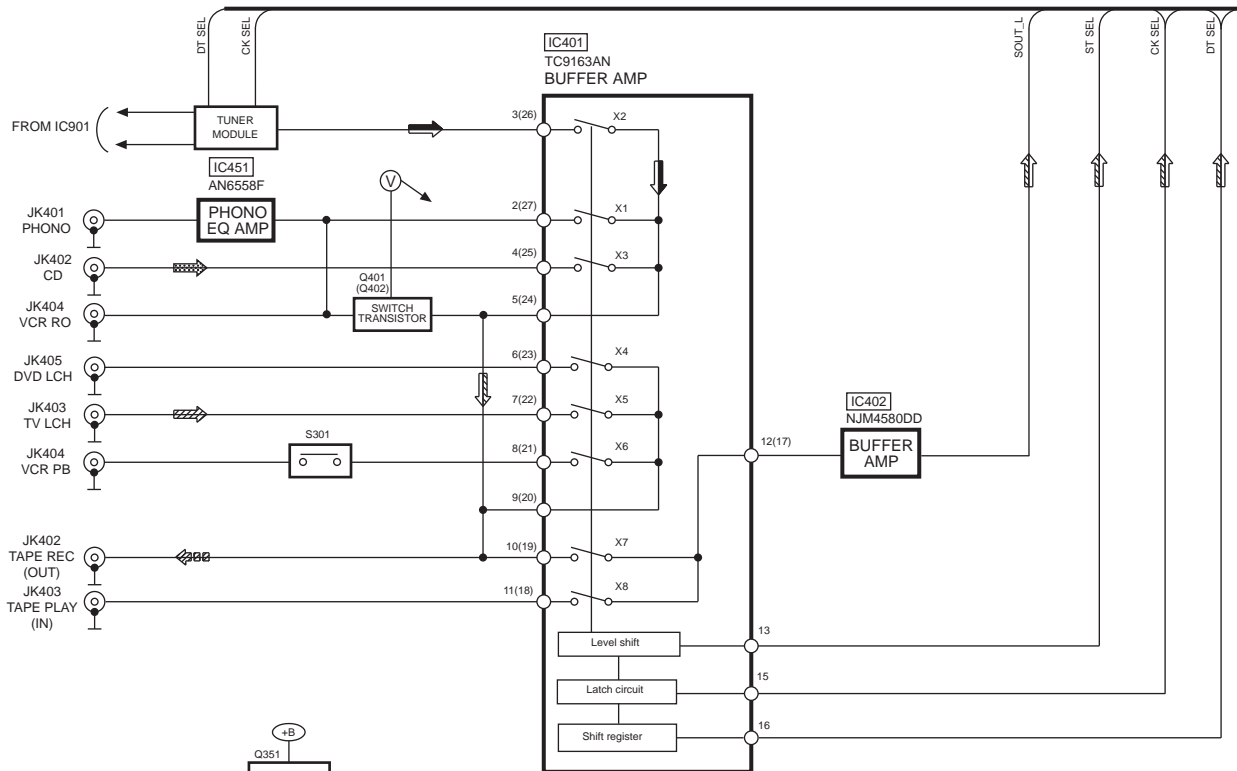 DT SEL
CK SEL
SOUT_L
ST SEL
CK SEL
DT SEL
IC401
TC9163AN
BUFFER AMP
FROM IC901
TUNER
MODULE
3(26)
X2
IC451
AN6558F
V
JK401
PHONO
PHONO
EQ AMP
2(27)
X1
JK402
CD
4(25)
X3
Q401
(Q402)
JK404
VCR RO
SWITCH
TRANSISTOR
5(24)
JK405
DVD LCH
6(23)
X4
JK403
TV LCH
7(22)
X5
IC402
NJM4580DD
BUFFER
AMP
12(17)
S301
JK404
VCR PB
8(21)
X6
9(20)
JK402
TAPE REC
(OUT)
10(19)
X7
JK403
TAPE PLAY
(IN)
11(18)
X8
Level shift
13
Latch circuit
15
Shift register
16
+B
Q351